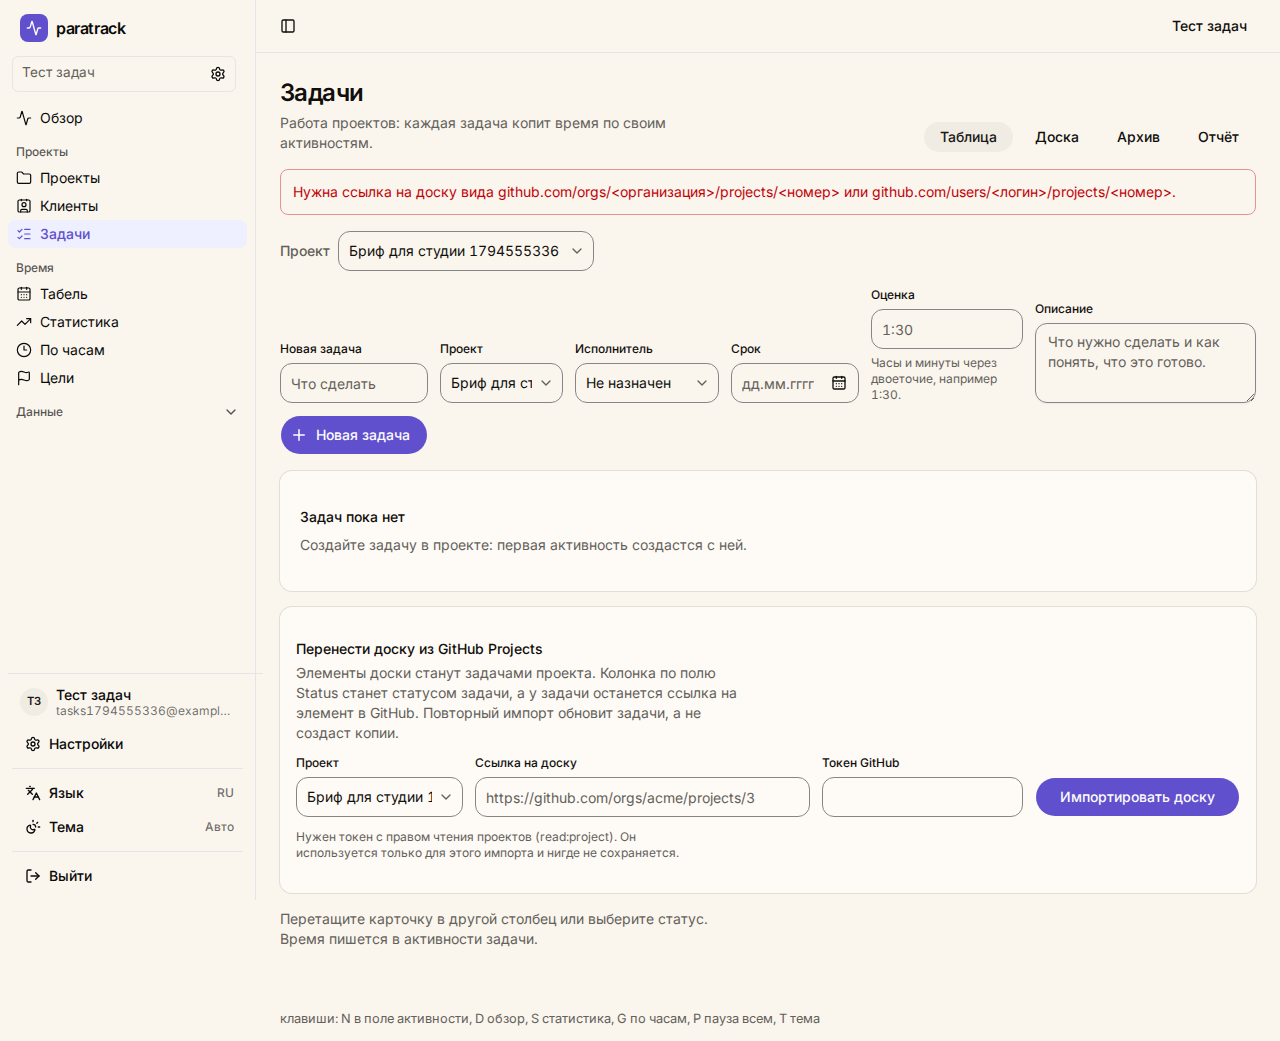 paratrack
Тест задач
Обзор
Проекты
Проекты
Клиенты
Задачи
Время
Табель
Статистика
По часам
Цели
Данные
ТЗ
Тест задач
tasks1794555336@exampl...
Настройки
Язык RU
Тема Авто
Выйти
Тест задач
Задачи
Работа проектов: каждая задача копит время по своим
активностям.
Таблица Доска Архив Отчёт
Нужна ссылка на доску вида github.com/orgs/<организация>/projects/<номер> или github.com/users/<логин>/projects/<номер>.
Проект Бриф для студии 1794555336
Новая задача
Что сделать
Проект
Бриф для ст
Исполнитель
Не назначен
Срок
дд.мм.гггг
Оценка
1:30
Часы и минуты через
двоеточие, например
1:30.
Описание
Что нужно сделать и как
понять, что это готово.
Новая задача
Задач пока нет
Создайте задачу в проекте: первая активность создастся с ней.
Перенести доску из GitHub Projects
Элементы доски станут задачами проекта. Колонка по полю
Status станет статусом задачи, а у задачи останется ссылка на
элемент в GitHub. Повторный импорт обновит задачи, а не
создаст копии.
Проект
Бриф для студии 1
Ссылка на доску
https://github.com/orgs/acme/projects/3
Токен GitHub
Импортировать доску
Нужен токен с правом чтения проектов (read:project). Он
используется только для этого импорта и нигде не сохраняется.
Перетащите карточку в другой столбец или выберите статус.
Время пишется в активности задачи.
клавиши: N в поле активности, D обзор, S статистика, G по часам, P пауза всем, T тема